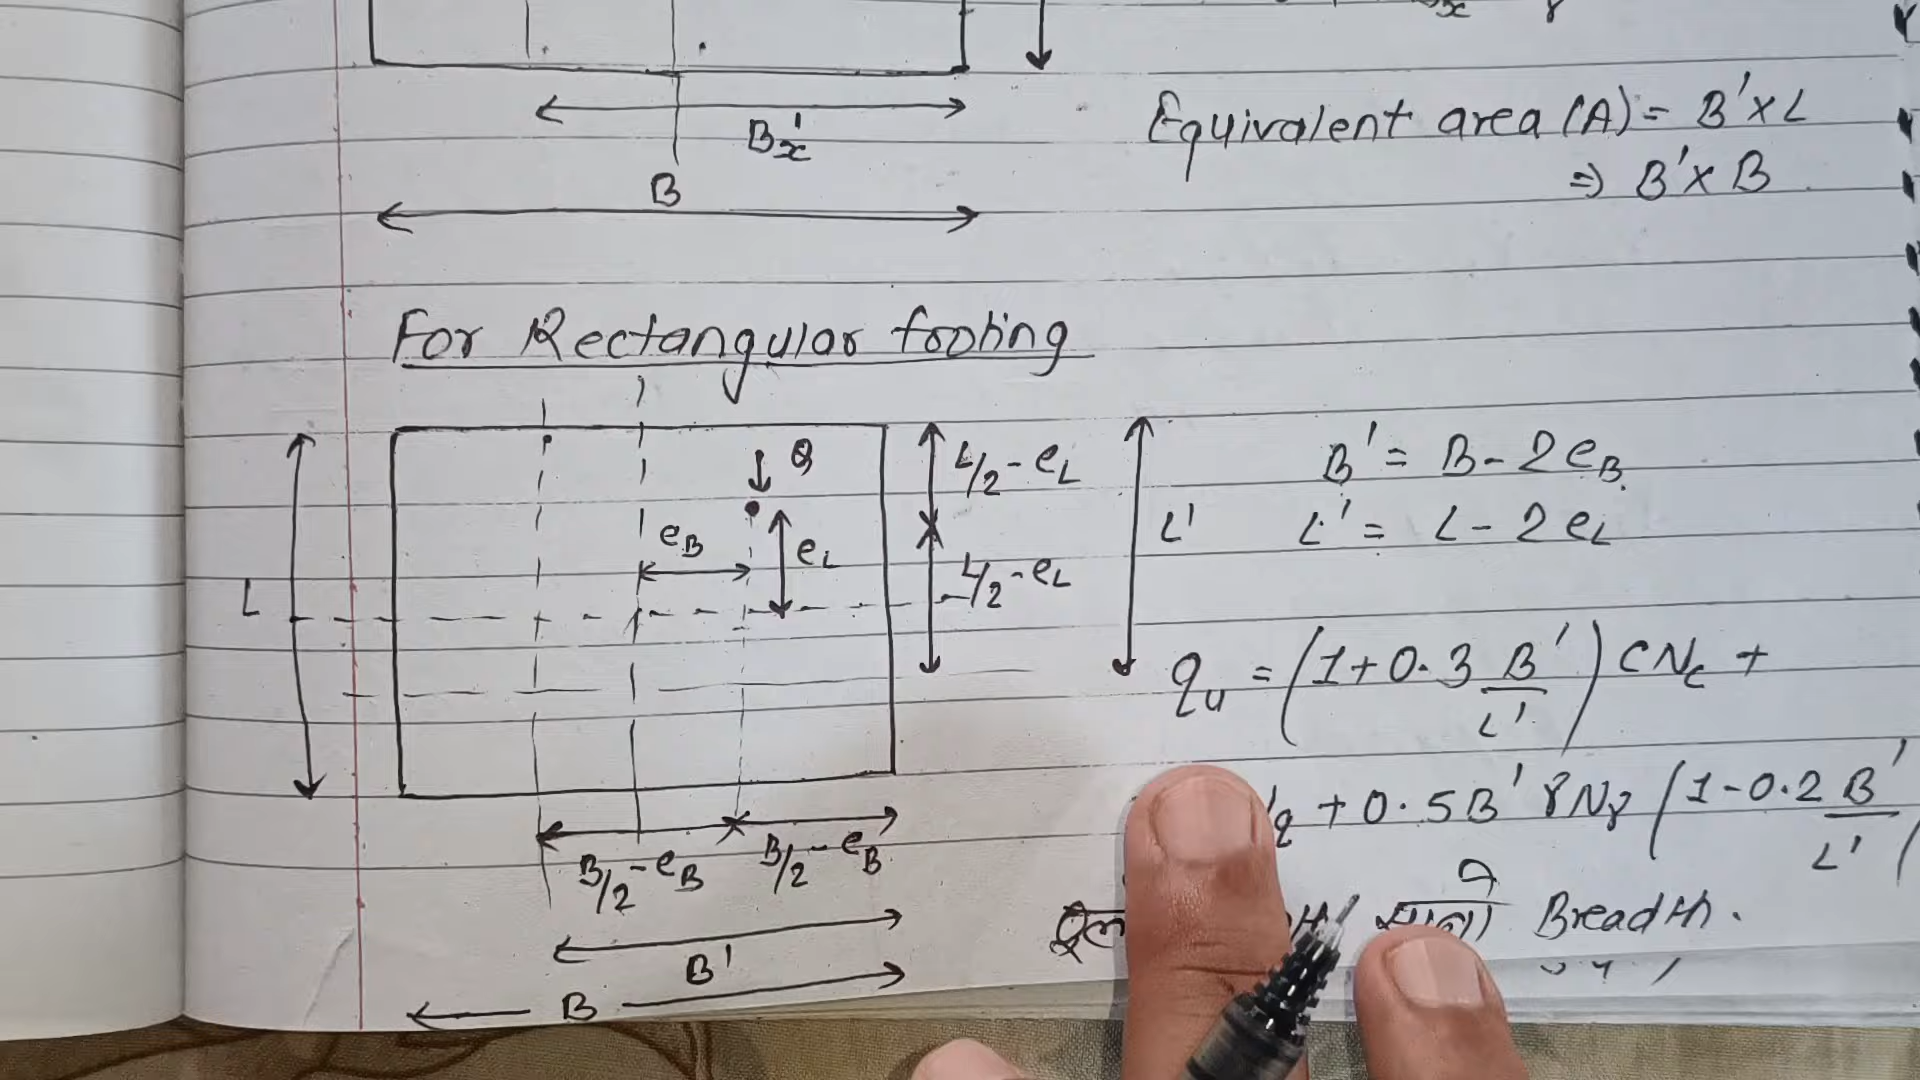 B'x
B
Equivalent area (A) = B' x L
⇒ B' x B
For Rectangular footing
Q
L/2 - eL
eB
eL
L
L/2 - eL
L'
B' = B - 2eB
L' = L - 2eL
qu = (1 + 0.3 B'/L') CNc +
q + 0.5 B' γNγ (1 - 0.2 B'/L'
B/2 - eB
B/2 - eB
B'
B
Breadth.